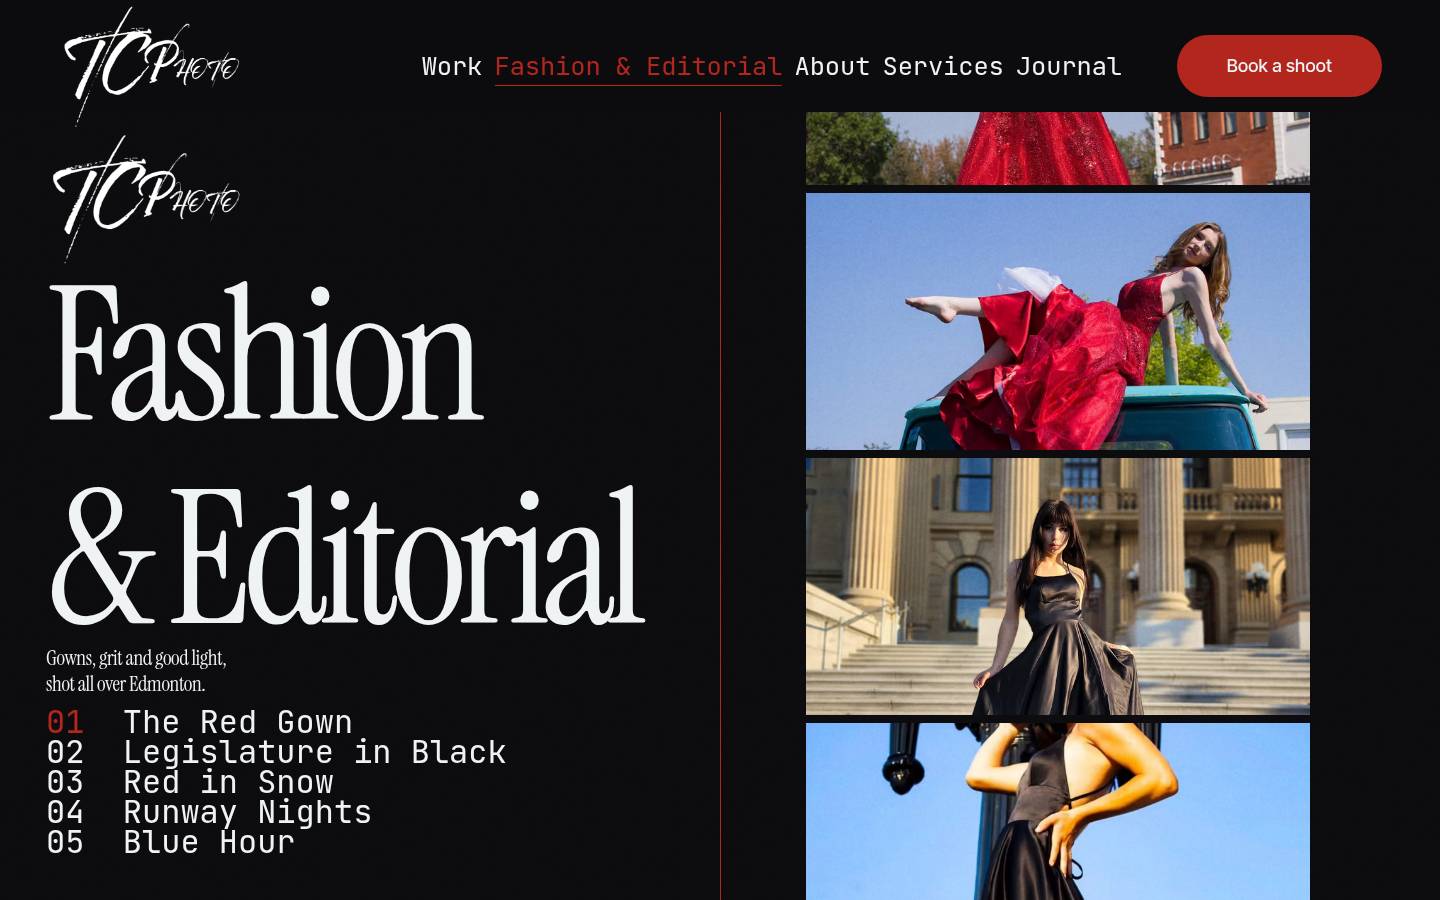 TCPhoto
Work Fashion & Editorial About Services Journal
Book a shoot
TCPhoto
Fashion
& Editorial
Gowns, grit and good light,
shot all over Edmonton.
01 The Red Gown
02 Legislature in Black
03 Red in Snow
04 Runway Nights
05 Blue Hour